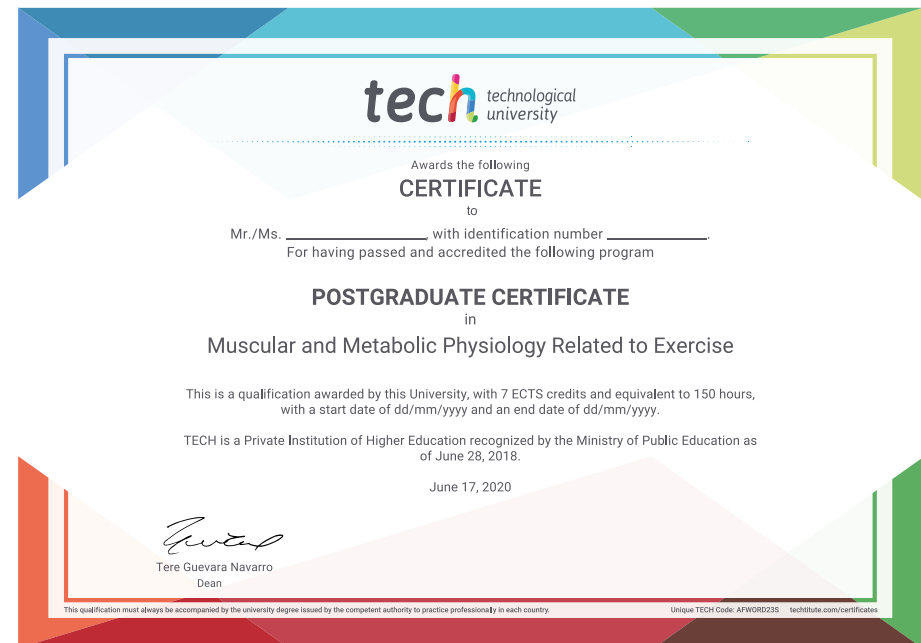 tech technological
university
Awards the following
CERTIFICATE
to
Mr./Ms. ____________________, with identification number ______________.
For having passed and accredited the following program
POSTGRADUATE CERTIFICATE
in
Muscular and Metabolic Physiology Related to Exercise
This is a qualification awarded by this University, with 7 ECTS credits and equivalent to 150 hours,
with a start date of dd/mm/yyyy and an end date of dd/mm/yyyy.
TECH is a Private Institution of Higher Education recognized by the Ministry of Public Education as
of June 28, 2018.
June 17, 2020
Tere Guevara Navarro
Dean
This qualification must always be accompanied by the university degree issued by the competent authority to practice professionally in each country.
Unique TECH Code: AFWORD23S techtitute.com/certificates